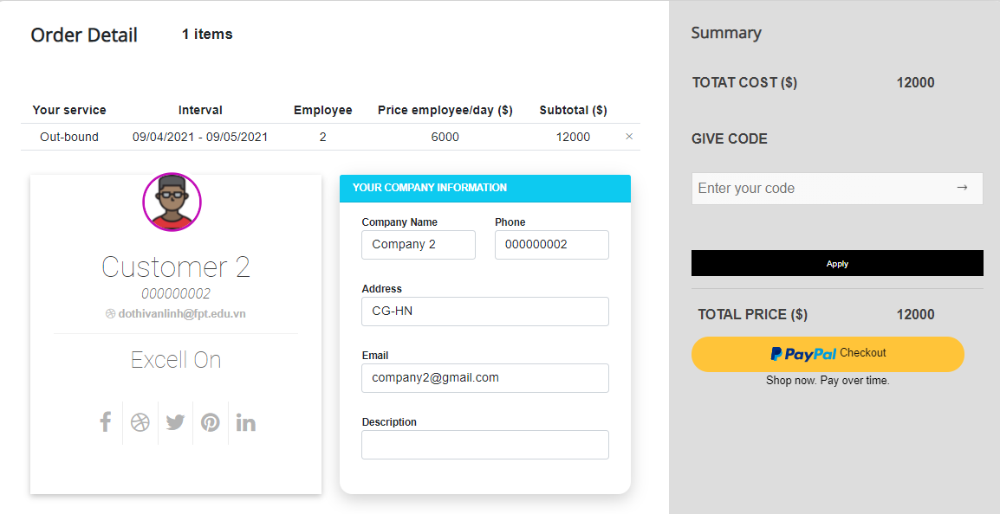 Order Detail 1 items
Your service Interval Employee Price employee/day ($) Subtotal ($)
Out-bound 09/04/2021 - 09/05/2021 2 6000 12000 ×
Customer 2
000000002
dothivanlinh@fpt.edu.vn
Excell On
YOUR COMPANY INFORMATION
Company Name Phone
Company 2 000000002
Address
CG-HN
Email
company2@gmail.com
Description
Summary
TOTAT COST ($) 12000
GIVE CODE
Enter your code →
Apply
TOTAL PRICE ($) 12000
PayPal Checkout
Shop now. Pay over time.